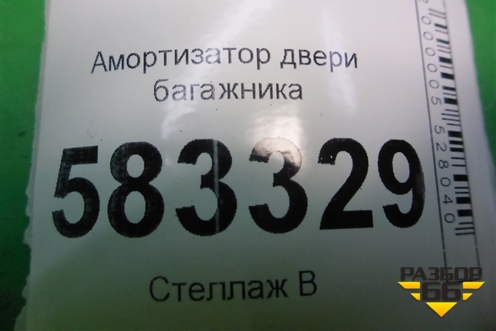 Амортизатор двери
багажника
583329
Стеллаж В
РАЗБОР
66